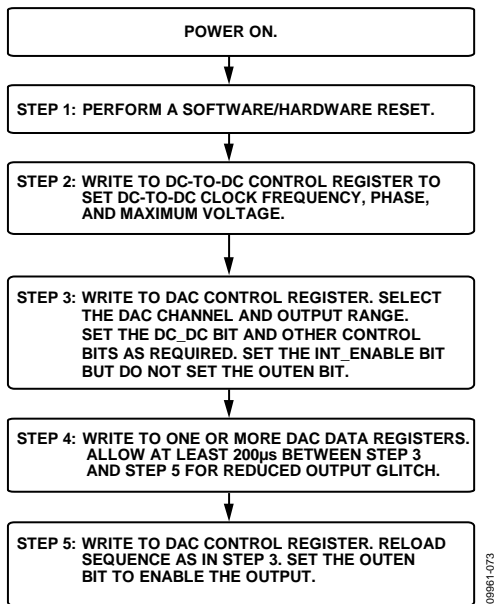 POWER ON.
STEP 1: PERFORM A SOFTWARE/HARDWARE RESET.
STEP 2: WRITE TO DC-TO-DC CONTROL REGISTER TO
SET DC-TO-DC CLOCK FREQUENCY, PHASE,
AND MAXIMUM VOLTAGE.
STEP 3: WRITE TO DAC CONTROL REGISTER. SELECT
THE DAC CHANNEL AND OUTPUT RANGE.
SET THE DC_DC BIT AND OTHER CONTROL
BITS AS REQUIRED. SET THE INT_ENABLE BIT
BUT DO NOT SET THE OUTEN BIT.
STEP 4: WRITE TO ONE OR MORE DAC DATA REGISTERS.
ALLOW AT LEAST 200µs BETWEEN STEP 3
AND STEP 5 FOR REDUCED OUTPUT GLITCH.
STEP 5: WRITE TO DAC CONTROL REGISTER. RELOAD
SEQUENCE AS IN STEP 3. SET THE OUTEN
BIT TO ENABLE THE OUTPUT.
09961-073